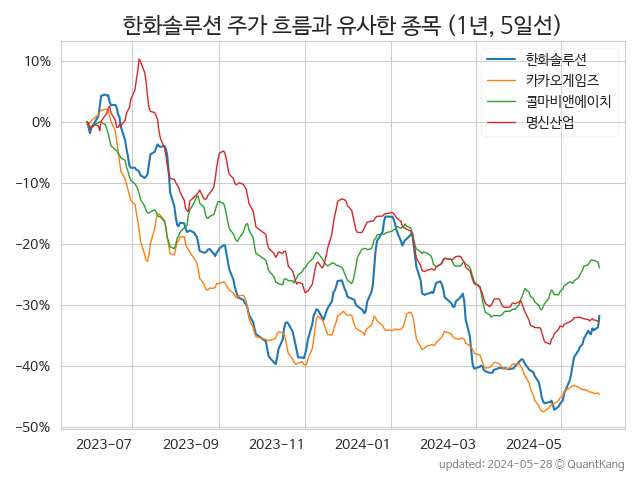 한화솔루션 주가 흐름과 유사한 종목 (1년, 5일선)
한화솔루션
카카오게임즈
콜마비앤에이치
명신산업
10%
0%
−10%
−20%
−30%
−40%
−50%
2023−07
2023−09
2023−11
2024−01
2024−03
2024−05
updated: 2024−05−28 © QuantKang